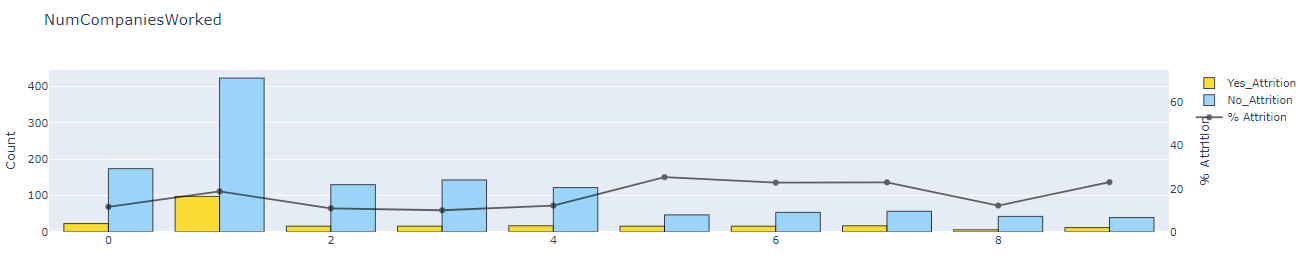 NumCompaniesWorked
Count
400
300
200
100
0
0
2
4
6
8
60
40
20
0
% Attrition
Yes_Attrition
No_Attrition
% Attrition